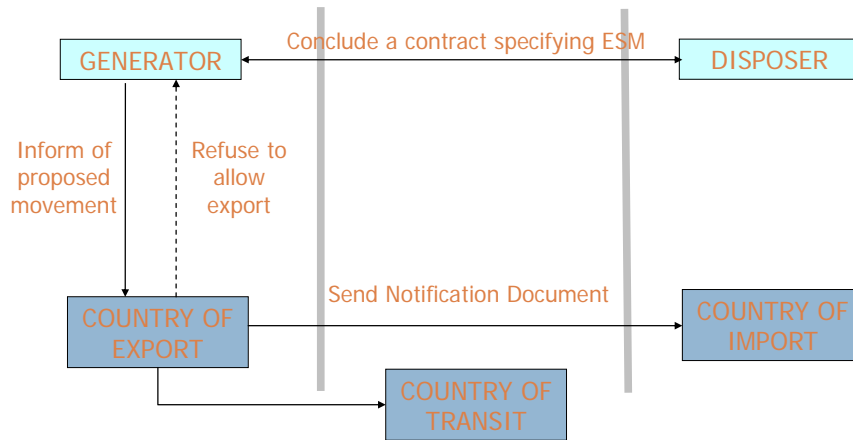 Conclude a contract specifying ESM
GENERATOR
DISPOSER
Inform of
proposed
movement
Refuse to
allow
export
Send Notification Document
COUNTRY OF
EXPORT
COUNTRY OF
IMPORT
COUNTRY OF
TRANSIT